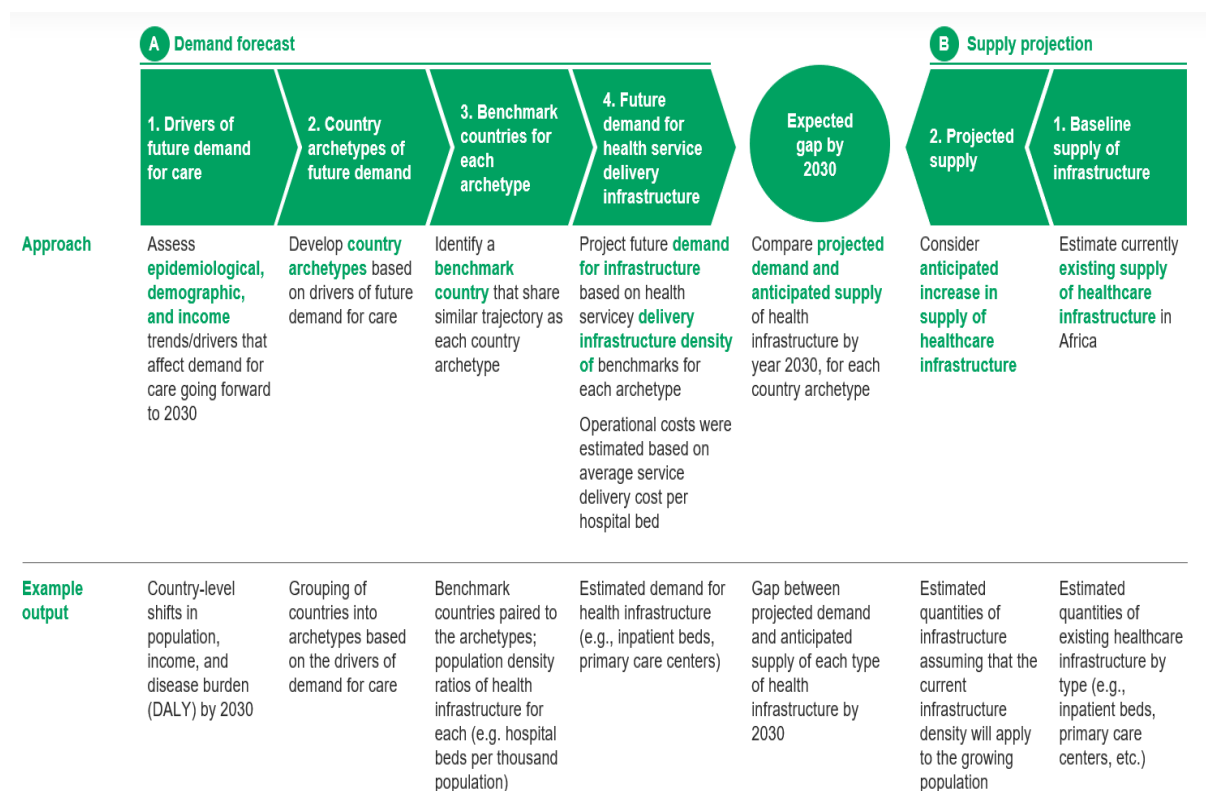 A Demand forecast
B Supply projection
1. Drivers of
future demand
for care
2. Country
archetypes of
future demand
3. Benchmark
countries for
each
archetype
4. Future
demand for
health service
delivery
infrastructure
Expected
gap by
2030
2. Projected
supply
1. Baseline
supply of
infrastructure
Approach
Assess
epidemiological,
demographic,
and income
trends/drivers that
affect demand for
care going forward
to 2030
Develop country
archetypes based
on drivers of future
demand for care
Identify a
benchmark
country that share
similar trajectory as
each country
archetype
Project future demand
for infrastructure
based on health
servicey delivery
infrastructure density
of benchmarks for
each archetype
Operational costs were
estimated based on
average service
delivery cost per
hospital bed
Compare projected
demand and
anticipated supply
of health
infrastructure by
year 2030, for each
country archetype
Consider
anticipated
increase in
supply of
healthcare
infrastructure
Estimate currently
existing supply
of healthcare
infrastructure in
Africa
Example
output
Country-level
shifts in
population,
income, and
disease burden
(DALY) by 2030
Grouping of
countries into
archetypes based
on the drivers of
demand for care
Benchmark
countries paired to
the archetypes;
population density
ratios of health
infrastructure for
each (e.g. hospital
beds per thousand
population)
Estimated demand for
health infrastructure
(e.g., inpatient beds,
primary care centers)
Gap between
projected demand
and anticipated
supply of each type
of health
infrastructure by
2030
Estimated
quantities of
infrastructure
assuming that the
current
infrastructure
density will apply
to the growing
population
Estimated
quantities of
existing healthcare
infrastructure by
type (e.g.,
inpatient beds,
primary care
centers, etc.)